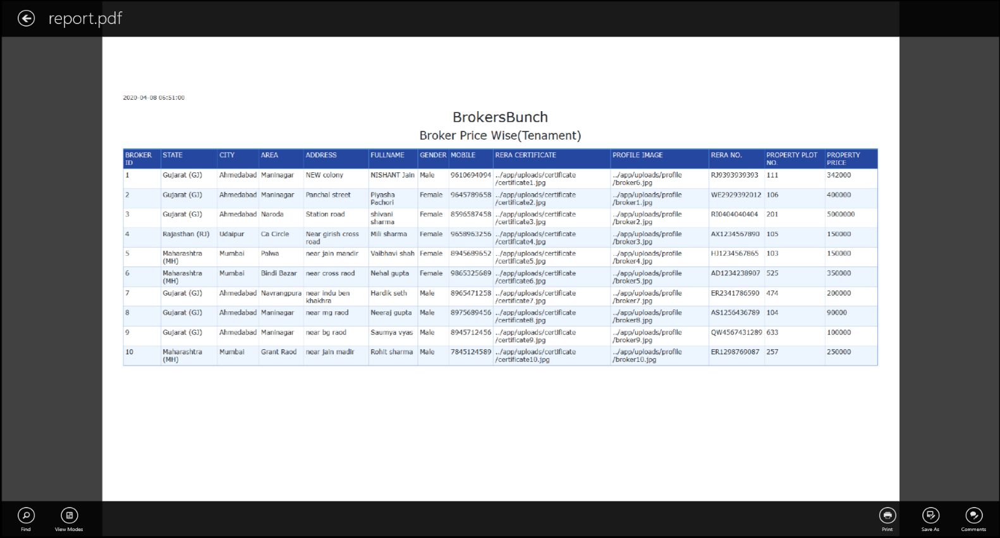 report.pdf
2020-04-08 06:51:00
BrokersBunch
Broker Price Wise(Tenament)
BROKER ID STATE CITY AREA ADDRESS FULLNAME GENDER MOBILE RERA CERTIFICATE PROFILE IMAGE RERA NO. PROPERTY PLOT NO. PROPERTY PRICE
1 Gujarat (GJ) Ahmedabad Maninagar NEW colony NISHANT Jain Male 9610694094 ../app/uploads/certificate/certificate1.jpg ../app/uploads/profile/broker6.jpg RJ9393939393 111 342000
2 Gujarat (GJ) Ahmedabad Maninagar Panchal street Piyasha Pachori Female 9645789658 ../app/uploads/certificate/certificate2.jpg ../app/uploads/profile/broker1.jpg WE2929392012 106 400000
3 Gujarat (GJ) Ahmedabad Naroda Station road shivani sharma Female 8596587458 ../app/uploads/certificate/certificate3.jpg ../app/uploads/profile/broker2.jpg RI0404040404 201 5000000
4 Rajasthan (RJ) Udaipur Ca Circle Near girish cross road Mili sharma Female 9658963256 ../app/uploads/certificate/certificate4.jpg ../app/uploads/profile/broker3.jpg AX1234567890 105 150000
5 Maharashtra (MH) Mumbai Palwa near jain mandir Vaibhavi shah Female 8945689652 ../app/uploads/certificate/certificate5.jpg ../app/uploads/profile/broker4.jpg HJ1234567865 103 150000
6 Maharashtra (MH) Mumbai Bindi Bazar near cross raod Nehal gupta Female 9865325689 ../app/uploads/certificate/certificate6.jpg ../app/uploads/profile/broker5.jpg AD1234238907 525 350000
7 Gujarat (GJ) Ahmedabad Navrangpura near indu ben khakhra Hardik seth Male 8965471258 ../app/uploads/certificate/certificate7.jpg ../app/uploads/profile/broker7.jpg ER2341786590 474 200000
8 Gujarat (GJ) Ahmedabad Maninagar near mg raod Neeraj gupta Male 8975689456 ../app/uploads/certificate/certificate8.jpg ../app/uploads/profile/broker8.jpg AS1256436789 104 90000
9 Gujarat (GJ) Ahmedabad Maninagar near bg raod Saumya vyas Male 8945712456 ../app/uploads/certificate/certificate9.jpg ../app/uploads/profile/broker9.jpg QW4567431289 633 100000
10 Maharashtra (MH) Mumbai Grant Raod near jain madir Rohit sharma Male 7845124589 ../app/uploads/certificate/certificate10.jpg ../app/uploads/profile/broker10.jpg ER1298769087 257 250000
Find View Modes Print Save As Comments